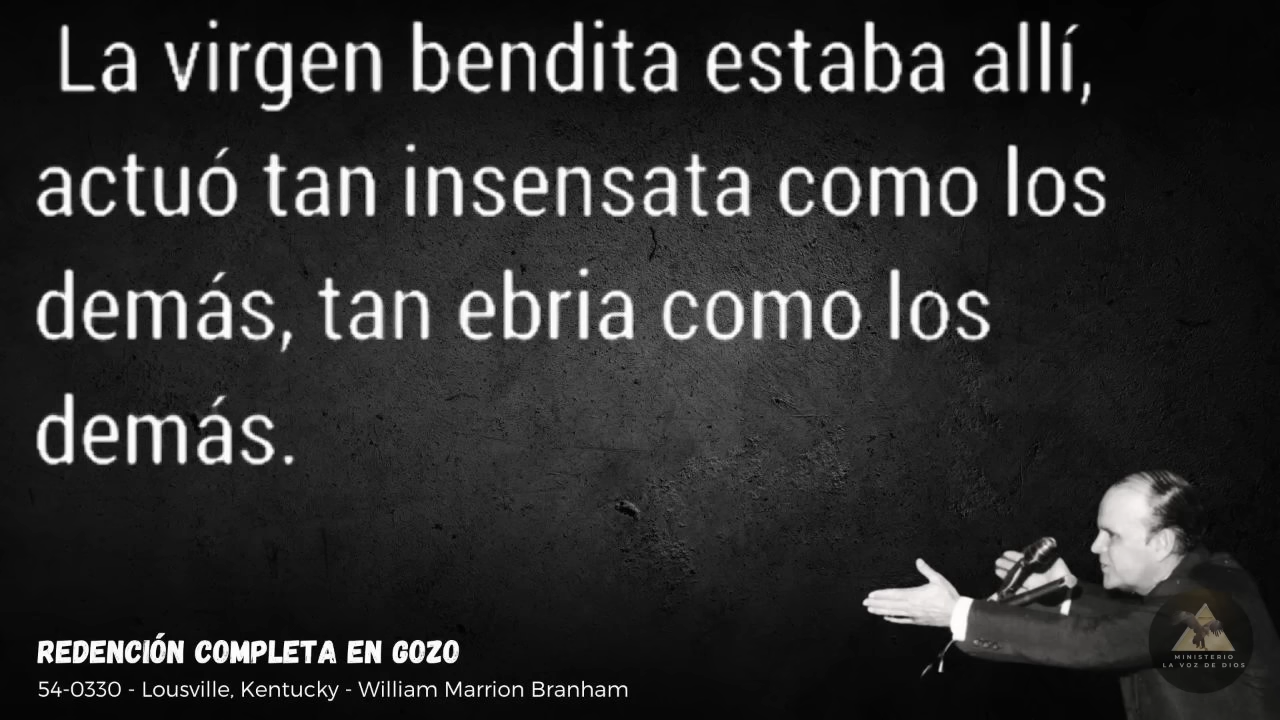 La virgen bendita estaba allí,
actuó tan insensata como los
demás, tan ebria como los
demás.
REDENCIÓN COMPLETA EN GOZO
54-0330 - Lousville, Kentucky - William Marrion Branham
MINISTERIO
LA VOZ DE DIOS